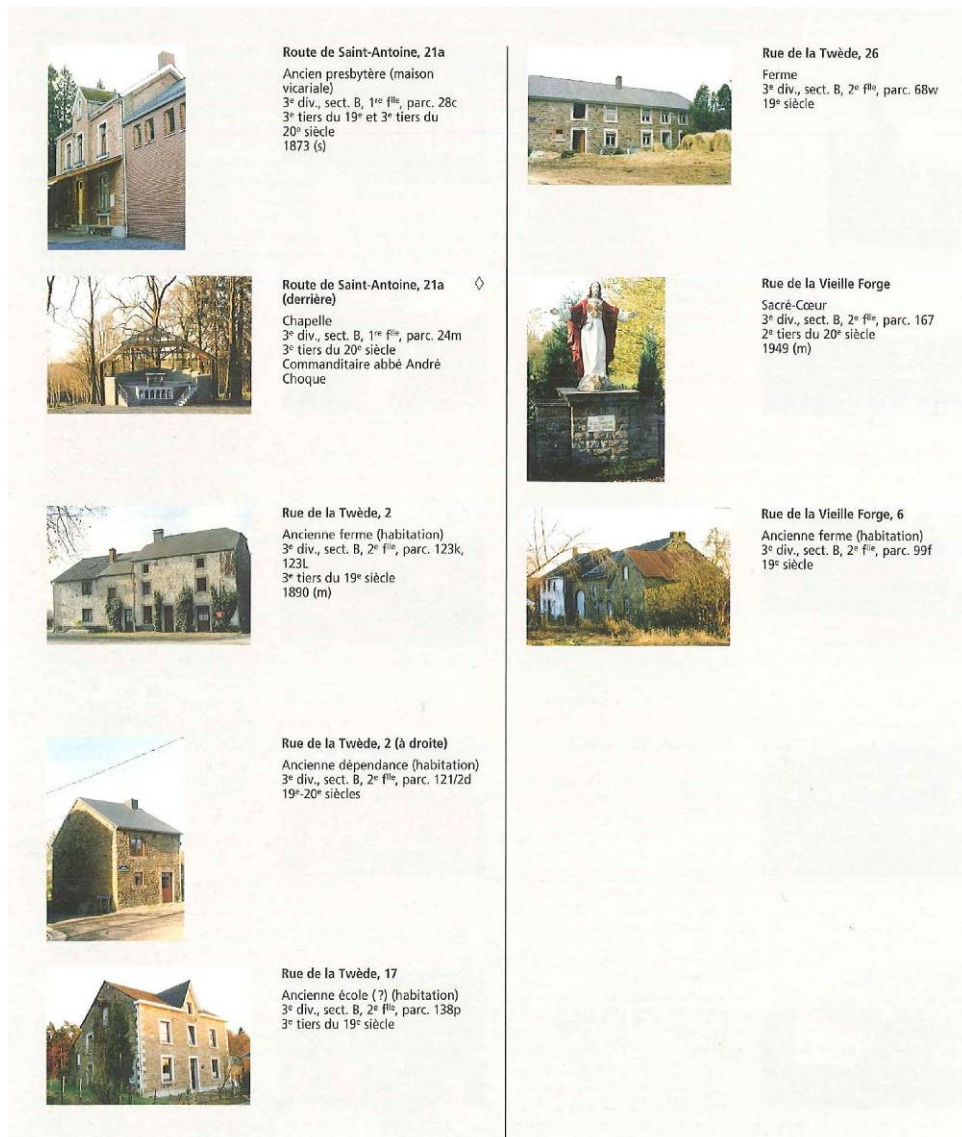 Route de Saint-Antoine, 21a
Ancien presbytère (maison
vicariale)
3e div., sect. B, 1re flle, parc. 28c
3e tiers du 19e et 3e tiers du
20e siècle
1873 (s)
Route de Saint-Antoine, 21a ◊
(derrière)
Chapelle
3e div., sect. B, 1re flle, parc. 24m
3e tiers du 20e siècle
Commanditaire abbé André
Choque
Rue de la Twède, 2
Ancienne ferme (habitation)
3e div., sect. B, 2e flle, parc. 123k,
123L
3e tiers du 19e siècle
1890 (m)
Rue de la Twède, 2 (à droite)
Ancienne dépendance (habitation)
3e div., sect. B, 2e flle, parc. 121/2d
19e-20e siècles
Rue de la Twède, 17
Ancienne école (?) (habitation)
3e div., sect. B, 2e flle, parc. 138p
3e tiers du 19e siècle
Rue de la Twède, 26
Ferme
3e div., sect. B, 2e flle, parc. 68w
19e siècle
Rue de la Vieille Forge
Sacré-Cœur
3e div., sect. B, 2e flle, parc. 167
2e tiers du 20e siècle
1949 (m)
Rue de la Vieille Forge, 6
Ancienne ferme (habitation)
3e div., sect. B, 2e flle, parc. 99f
19e siècle